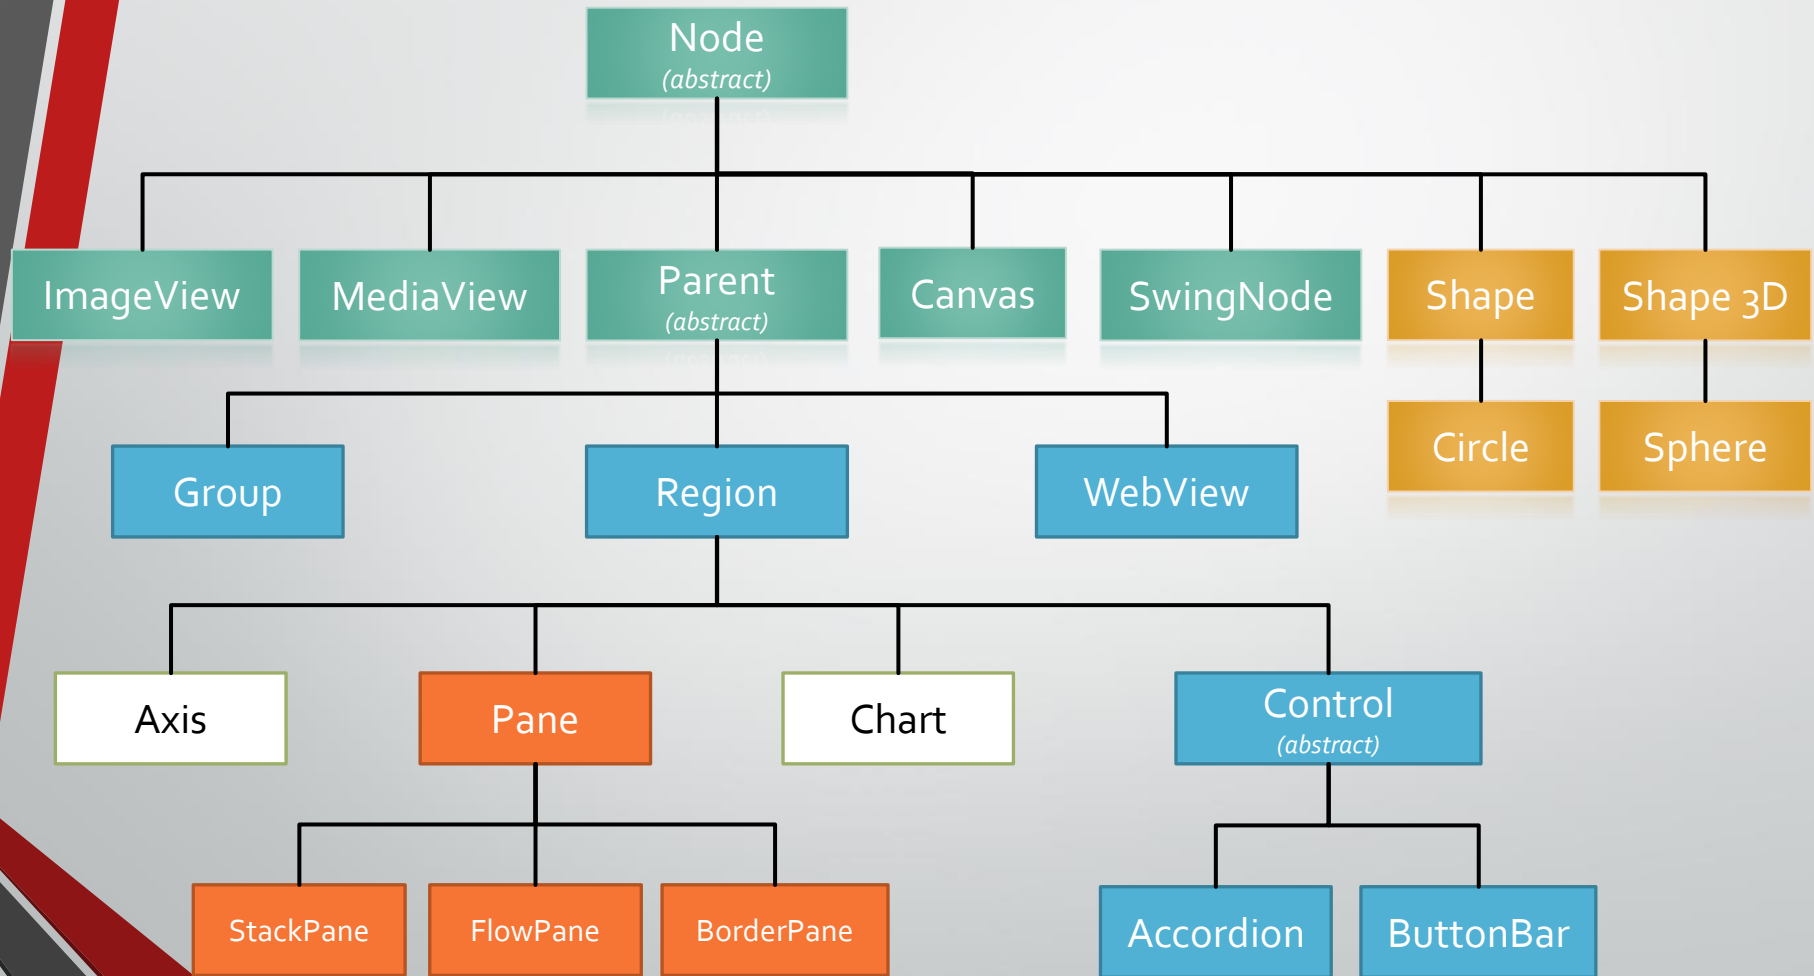 Node
(abstract)
ImageView
MediaView
Parent
(abstract)
Canvas
SwingNode
Shape
Shape 3D
Circle
Sphere
Group
Region
WebView
Axis
Pane
Chart
Control
(abstract)
StackPane
FlowPane
BorderPane
Accordion
ButtonBar